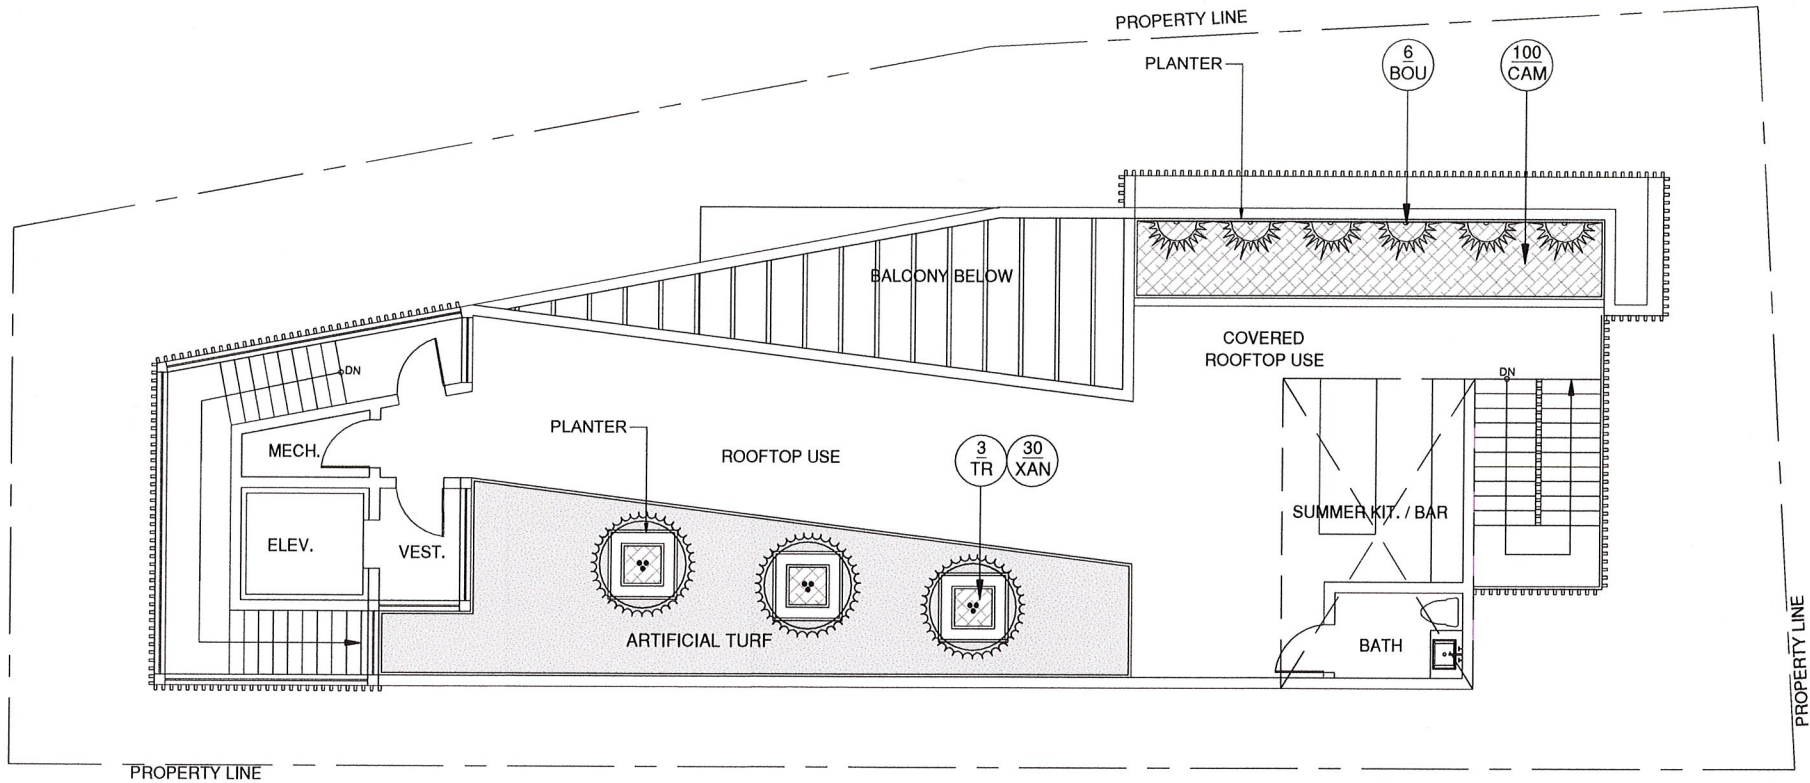 PROPERTY LINE
PLANTER
6
BOU
100
CAM
BALCONY BELOW
COVERED
ROOFTOP USE
DN
DN
MECH.
PLANTER
ROOFTOP USE
3
TR
30
XAN
SUMMER KIT. / BAR
ELEV.
VEST.
ARTIFICIAL TURF
BATH
PROPERTY LINE
PROPERTY LINE